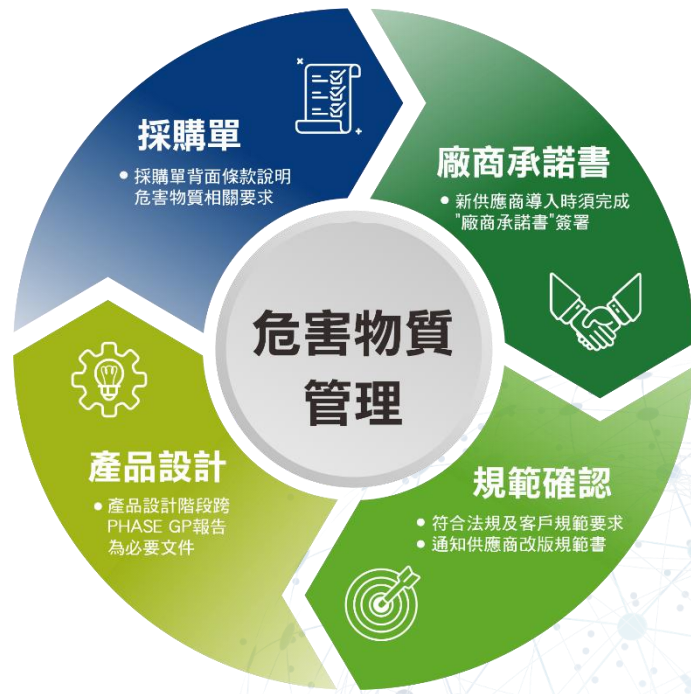 危害物質
管理
採購單
• 採購單背面條款說明
危害物質相關要求
廠商承諾書
• 新供應商導入時須完成
"廠商承諾書"簽署
規範確認
• 符合法規及客戶規範要求
• 通知供應商改版規範書
產品設計
• 產品設計階段跨
PHASE GP報告
為必要文件